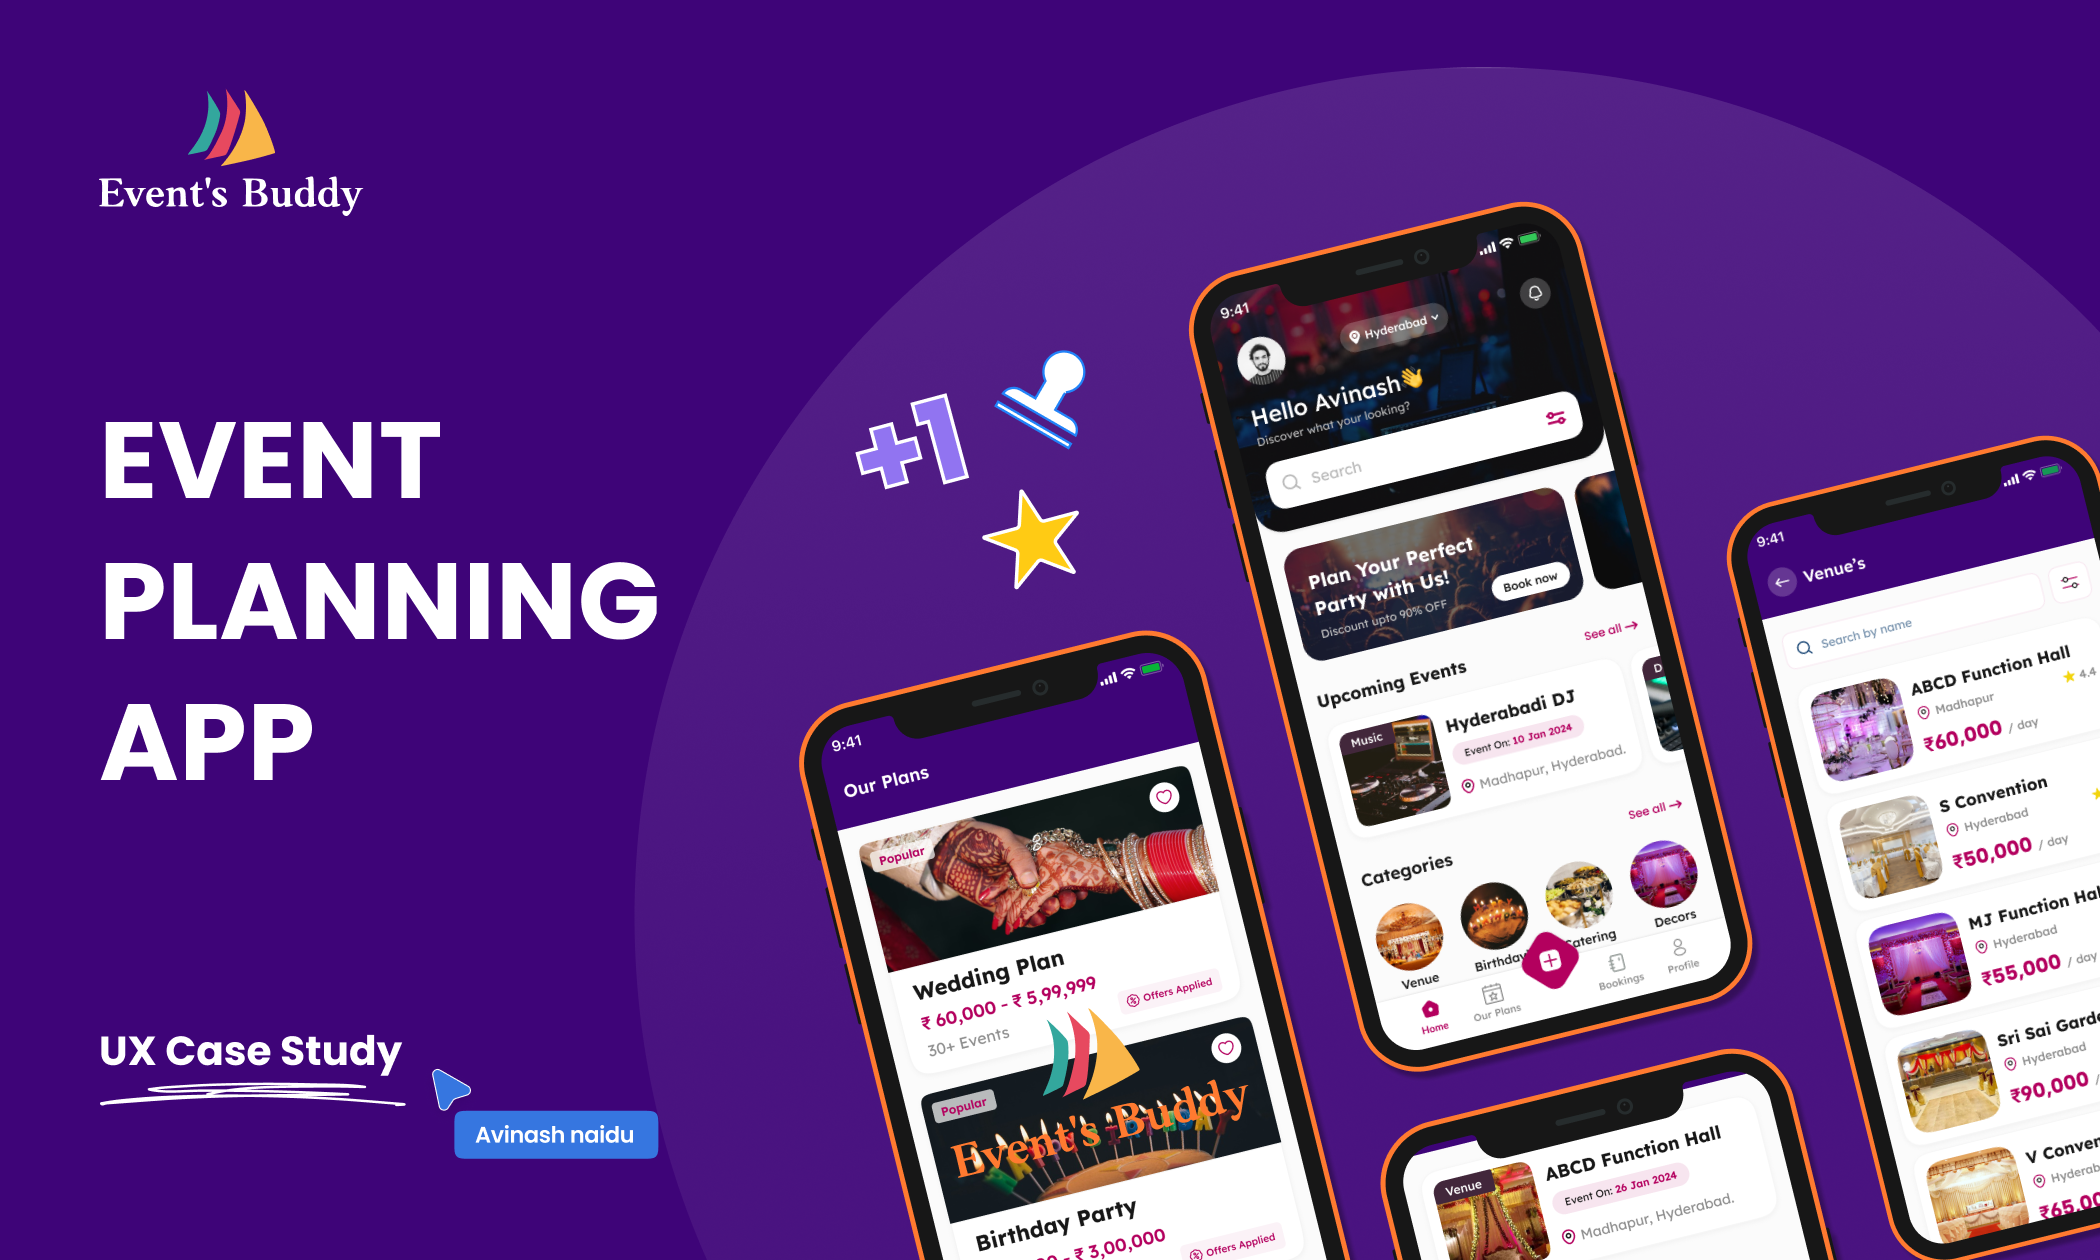 Event's Buddy
EVENT
PLANNING
APP
UX Case Study
Avinash naidu
+1
9:41
Our Plans
Popular
Wedding Plan
₹ 60,000 - ₹ 5,99,999
30+ Events
Offers Applied
Popular
Event's Buddy
Birthday Party
- ₹ 3,00,000
Offers Applied
9:41
Hyderabad
Hello Avinash👋
Discover what your looking?
Search
Plan Your Perfect
Party with Us!
Discount upto 90% OFF
Book now
See all →
Upcoming Events
Music
Hyderabadi DJ
Event On: 10 Jan 2024
Madhapur, Hyderabad.
D
See all →
Categories
Venue
Birthday
Catering
Decors
Home
Our Plans
Bookings
Profile
Venue
ABCD Function Hall
Event On: 26 Jan 2024
Madhapur, Hyderabad.
9:41
Venue's
Search by name
ABCD Function Hall
Madhapur
4.4
₹60,000 / day
S Convention
Hyderabad
₹50,000 / day
MJ Function Hal
Hyderabad
₹55,000 / day
Sri Sai Garde
Hyderabad
₹90,000 /
V Conven
Hyderab
₹65,00